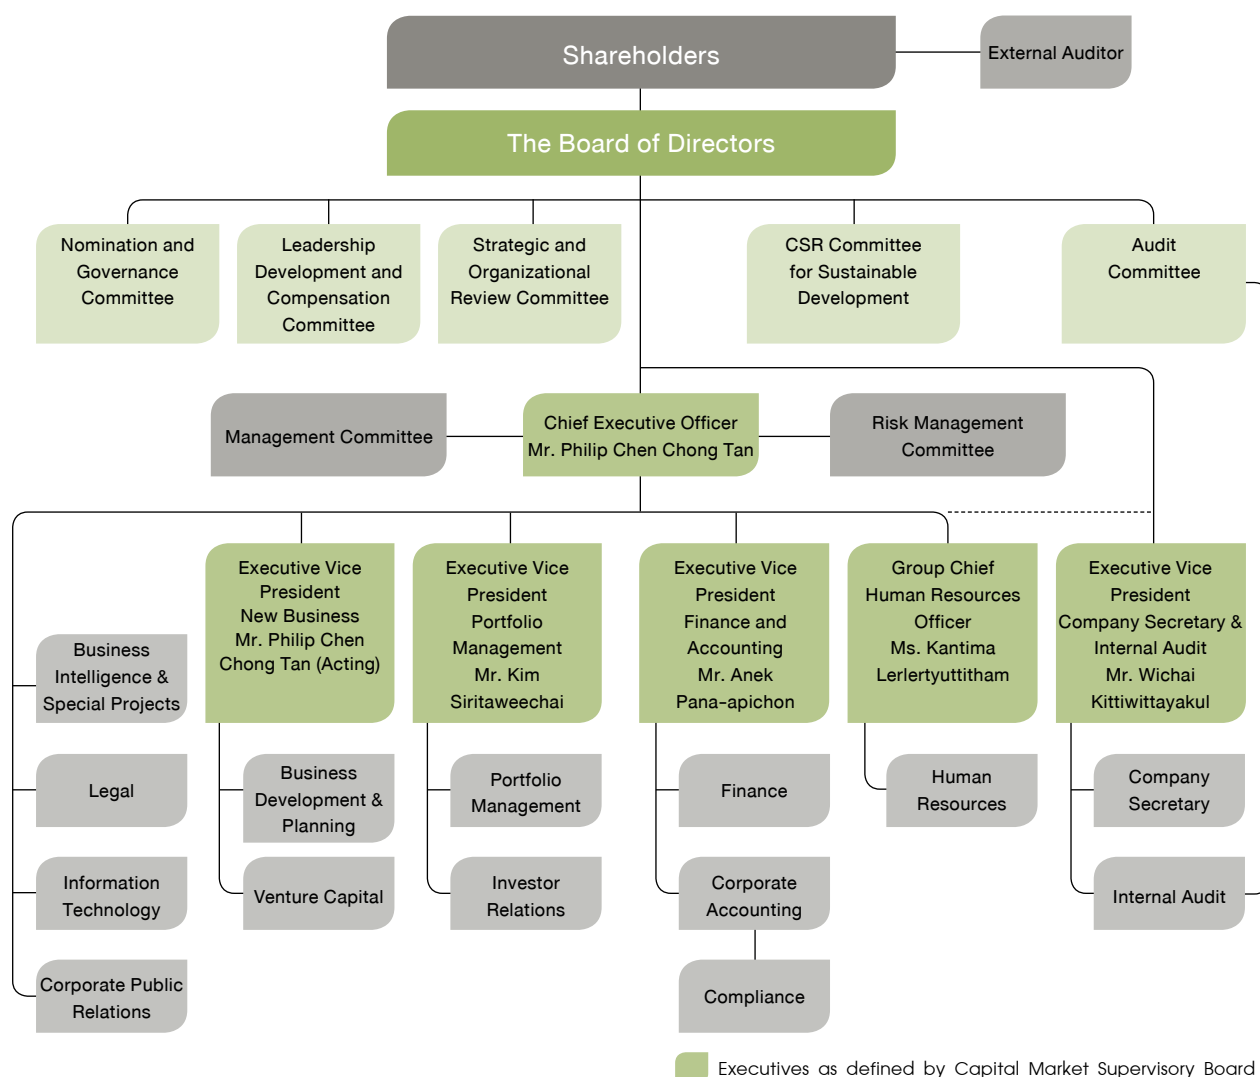 Shareholders
External Auditor
The Board of Directors
Nomination and
Governance
Committee
Leadership
Development and
Compensation
Committee
Strategic and
Organizational
Review Committee
CSR Committee
for Sustainable
Development
Audit
Committee
Management Committee
Chief Executive Officer
Mr. Philip Chen Chong Tan
Risk Management
Committee
Business
Intelligence &
Special Projects
Legal
Information
Technology
Corporate Public
Relations
Executive Vice
President
New Business
Mr. Philip Chen
Chong Tan (Acting)
Business
Development &
Planning
Venture Capital
Executive Vice
President
Portfolio
Management
Mr. Kim
Siritaweechai
Portfolio
Management
Investor
Relations
Executive Vice
President
Finance and
Accounting
Mr. Anek
Pana-apichon
Finance
Corporate
Accounting
Compliance
Group Chief
Human Resources
Officer
Ms. Kantima
Lerlertyuttitham
Human
Resources
Executive Vice
President
Company Secretary &
Internal Audit
Mr. Wichai
Kittiwittayakul
Company
Secretary
Internal Audit
Executives as defined by Capital Market Supervisory Board